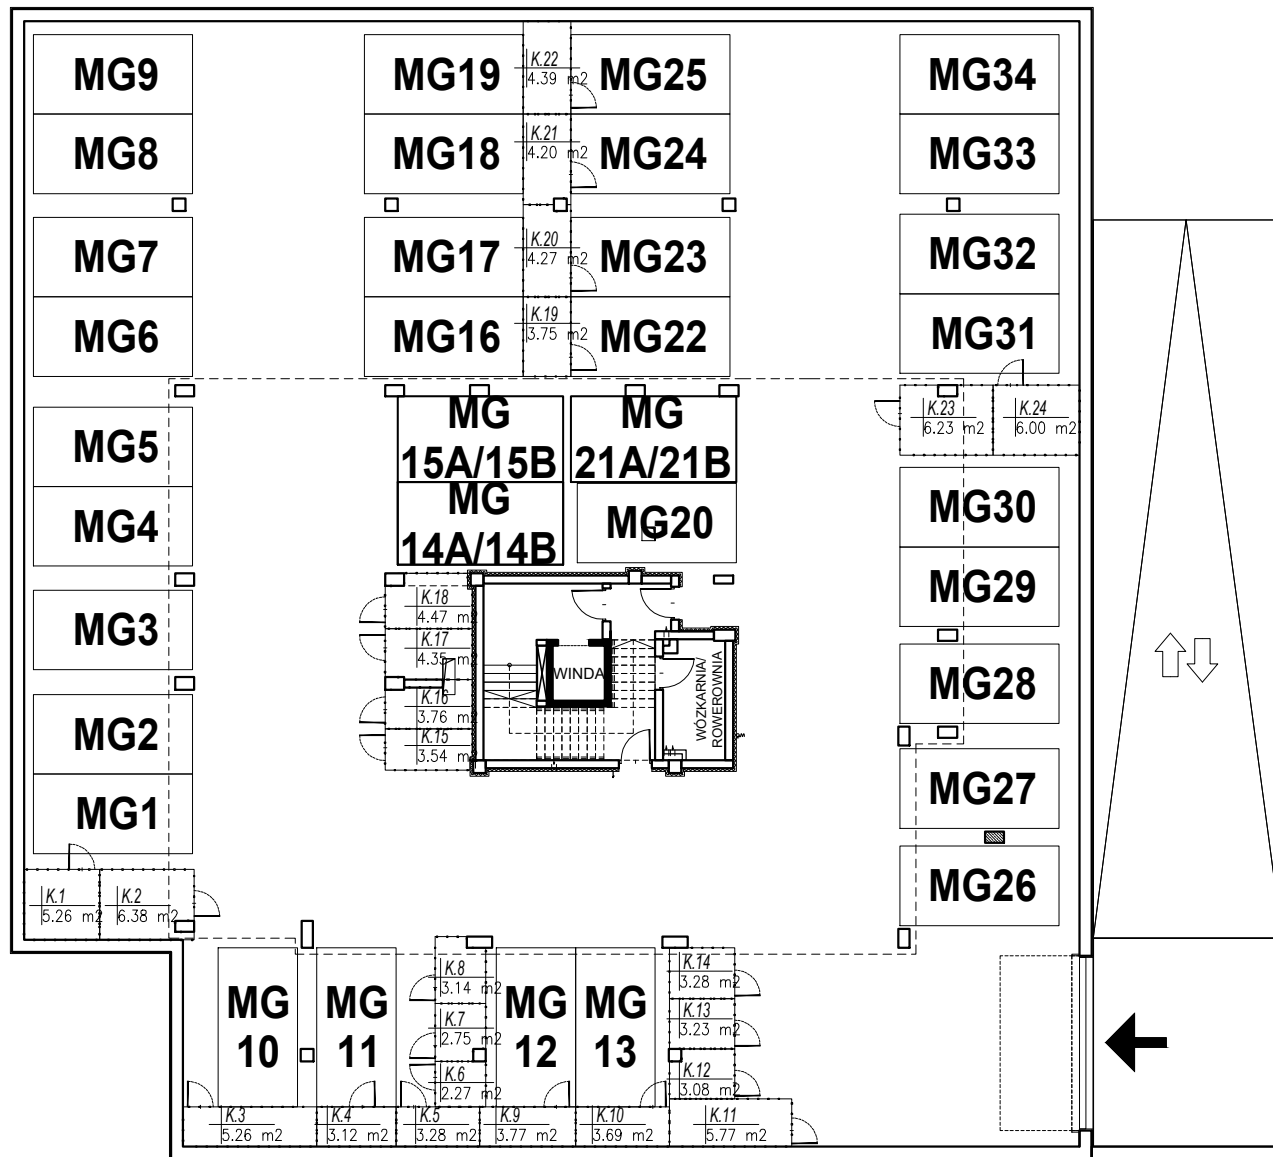 MG9
MG19
K.22
4.39 m2
MG25
MG34
MG8
MG18
K.21
4.20 m2
MG24
MG33
MG7
MG17
K.20
4.27 m2
MG23
MG32
MG6
MG16
K.19
3.75 m2
MG22
MG31
MG5
MG
15A/15B
MG
21A/21B
K.23
6.23 m2
K.24
6.00 m2
MG4
MG
14A/14B
MG20
MG30
MG29
MG3
K.18
4.47 m2
K.17
4.35 m2
K.16
3.76 m2
K.15
3.54 m2
WINDA
WÓZKARNIA/
ROWEROWNIA
MG28
MG2
MG27
MG1
MG26
K.1
5.26 m2
K.2
6.38 m2
MG
10
MG
11
K.8
3.14 m2
K.7
2.75 m2
K.6
2.27 m2
MG
12
MG
13
K.14
3.28 m2
K.13
3.23 m2
K.12
3.08 m2
K.3
5.26 m2
K.4
3.12 m2
K.5
3.28 m2
K.9
3.77 m2
K.10
3.69 m2
K.11
5.77 m2